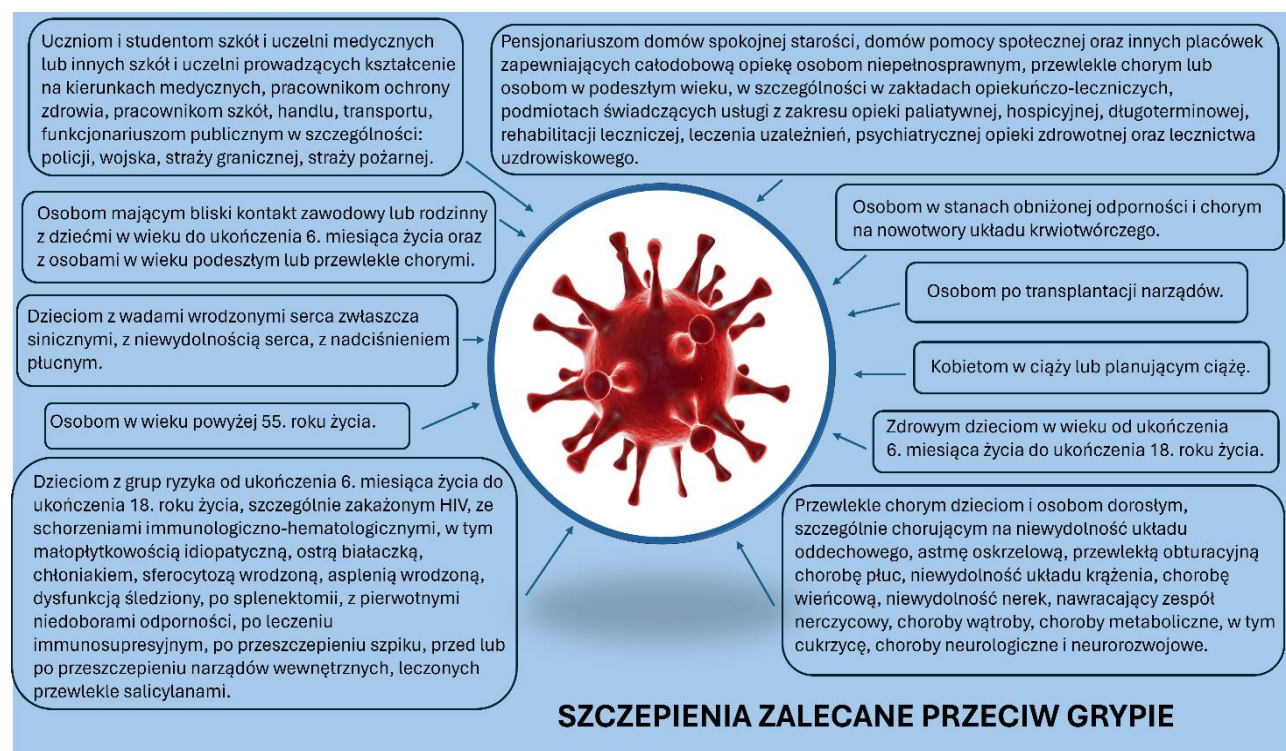 Uczniom i studentom szkół i uczelni medycznych
lub innych szkół i uczelni prowadzących kształcenie
na kierunkach medycznych, pracownikom ochrony
zdrowia, pracownikom szkół, handlu, transportu,
funkcjonariuszom publicznym w szczególności:
policji, wojska, straży granicznej, straży pożarnej.
Pensjonariuszom domów spokojnej starości, domów pomocy społecznej oraz innych placówek
zapewniających całodobową opiekę osobom niepełnosprawnym, przewlekle chorym lub
osobom w podeszłym wieku, w szczególności w zakładach opiekuńczo-leczniczych,
podmiotach świadczących usługi z zakresu opieki paliatywnej, hospicyjnej, długoterminowej,
rehabilitacji leczniczej, leczenia uzależnień, psychiatrycznej opieki zdrowotnej oraz lecznictwa
uzdrowiskowego.
Osobom mającym bliski kontakt zawodowy lub rodzinny
z dziećmi w wieku do ukończenia 6. miesiąca życia oraz
z osobami w wieku podeszłym lub przewlekle chorymi.
Osobom w stanach obniżonej odporności i chorym
na nowotwory układu krwiotwórczego.
Osobom po transplantacji narządów.
Dzieciom z wadami wrodzonymi serca zwłaszcza
sinicznymi, z niewydolnością serca, z nadciśnieniem
płucnym.
Kobietom w ciąży lub planującym ciążę.
Osobom w wieku powyżej 55. roku życia.
Zdrowym dzieciom w wieku od ukończenia
6. miesiąca życia do ukończenia 18. roku życia.
Dzieciom z grup ryzyka od ukończenia 6. miesiąca życia do
ukończenia 18. roku życia, szczególnie zakażonym HIV, ze
schorzeniami immunologiczno-hematologicznymi, w tym
małopłytkowością idiopatyczną, ostrą białaczką,
chłoniakiem, sferocytozą wrodzoną, asplenią wrodzoną,
dysfunkcją śledziony, po splenektomii, z pierwotnymi
niedoborami odporności, po leczeniu
immunosupresyjnym, po przeszczepieniu szpiku, przed lub
po przeszczepieniu narządów wewnętrznych, leczonych
przewlekle salicylanami.
Przewlekle chorym dzieciom i osobom dorosłym,
szczególnie chorującym na niewydolność układu
oddechowego, astmę oskrzelową, przewlekłą obturacyjną
chorobę płuc, niewydolność układu krążenia, chorobę
wieńcową, niewydolność nerek, nawracający zespół
nerczycowy, choroby wątroby, choroby metaboliczne, w tym
cukrzycę, choroby neurologiczne i neurorozwojowe.
SZCZEPIENIA ZALECANE PRZECIW GRYPIE